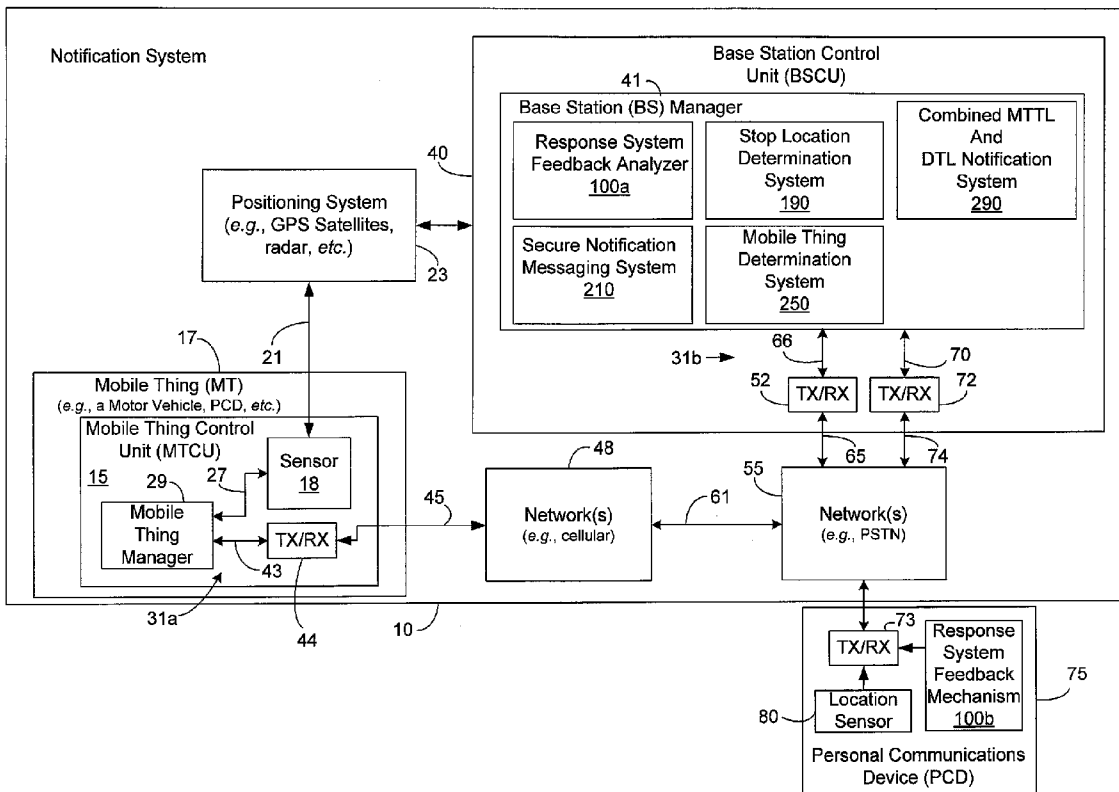 Notification System
Base Station Control
Unit (BSCU)
41
Base Station (BS) Manager
Response System
Feedback Analyzer
100a
Stop Location
Determination
System
190
Combined MTTL
And
DTL Notification
System
290
Secure Notification
Messaging System
210
Mobile Thing
Determination
System
250
40
Positioning System
(e.g., GPS Satellites,
radar, etc.)
23
21
17
Mobile Thing (MT)
(e.g., a Motor Vehicle, PCD, etc.)
Mobile Thing Control
Unit (MTCU)
15
27
Sensor
18
29
Mobile
Thing
Manager
43
TX/RX
44
31a
45
31b
66
70
52
TX/RX
TX/RX
72
65
74
48
Network(s)
(e.g., cellular)
61
55
Network(s)
(e.g., PSTN)
10
73
TX/RX
Response
System
Feedback
Mechanism
100b
75
80
Location
Sensor
Personal Communications
Device (PCD)